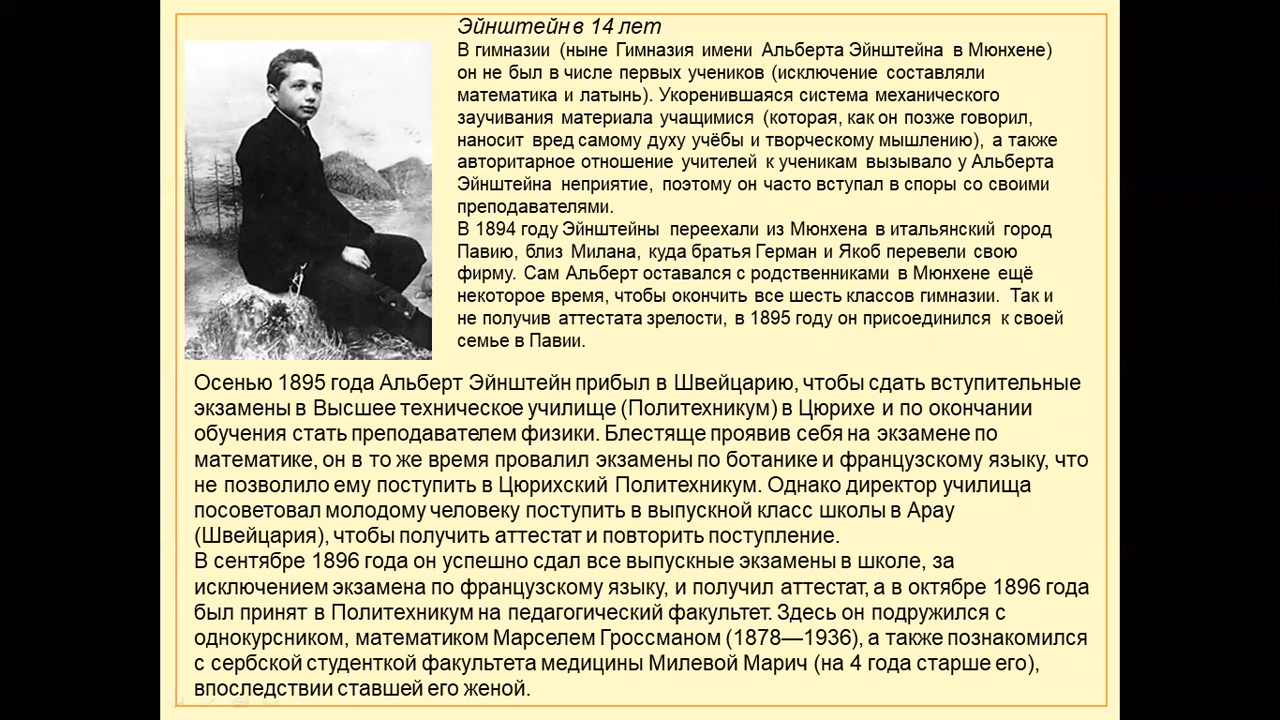 Эйнштейн в 14 лет
В гимназии (ныне Гимназия имени Альберта Эйнштейна в Мюнхене)
он не был в числе первых учеников (исключение составляли
математика и латынь). Укоренившаяся система механического
заучивания материала учащимися (которая, как он позже говорил,
наносит вред самому духу учёбы и творческому мышлению), а также
авторитарное отношение учителей к ученикам вызывало у Альберта
Эйнштейна неприятие, поэтому он часто вступал в споры со своими
преподавателями.
В 1894 году Эйнштейны переехали из Мюнхена в итальянский город
Павию, близ Милана, куда братья Герман и Якоб перевели свою
фирму. Сам Альберт оставался с родственниками в Мюнхене ещё
некоторое время, чтобы окончить все шесть классов гимназии. Так и
не получив аттестата зрелости, в 1895 году он присоединился к своей
семье в Павии.
Осенью 1895 года Альберт Эйнштейн прибыл в Швейцарию, чтобы сдать вступительные
экзамены в Высшее техническое училище (Политехникум) в Цюрихе и по окончании
обучения стать преподавателем физики. Блестяще проявив себя на экзамене по
математике, он в то же время провалил экзамены по ботанике и французскому языку, что
не позволило ему поступить в Цюрихский Политехникум. Однако директор училища
посоветовал молодому человеку поступить в выпускной класс школы в Арау
(Швейцария), чтобы получить аттестат и повторить поступление.
В сентябре 1896 года он успешно сдал все выпускные экзамены в школе, за
исключением экзамена по французскому языку, и получил аттестат, а в октябре 1896 года
был принят в Политехникум на педагогический факультет. Здесь он подружился с
однокурсником, математиком Марселем Гроссманом (1878—1936), а также познакомился
с сербской студенткой факультета медицины Милевой Марич (на 4 года старше его),
впоследствии ставшей его женой.